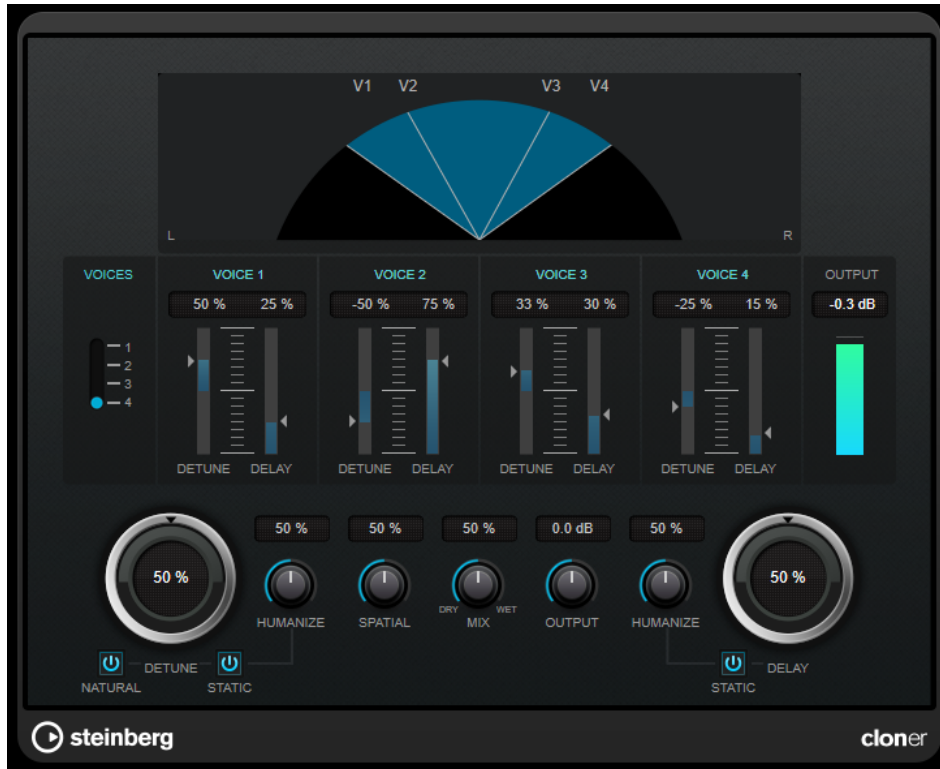 V1 V2 V3 V4
L R
VOICES VOICE 1 VOICE 2 VOICE 3 VOICE 4 OUTPUT
50 % 25 % -50 % 75 % 33 % 30 % -25 % 15 % -0.3 dB
1
2
3
4
DETUNE DELAY DETUNE DELAY DETUNE DELAY DETUNE DELAY
50 % 50 % 50 % 0.0 dB 50 %
50 % 50 %
DRY WET
HUMANIZE SPATIAL MIX OUTPUT HUMANIZE
DETUNE DELAY
NATURAL STATIC STATIC
steinberg cloner